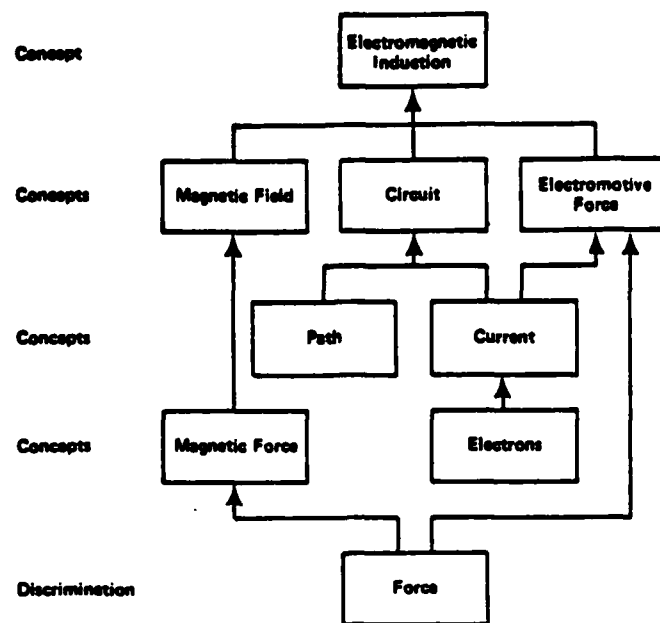 Concept
Electromagnetic
Induction
Concepts
Magnetic Field
Circuit
Electromotive
Force
Concepts
Path
Current
Concepts
Magnetic Force
Electrons
Discrimination
Force